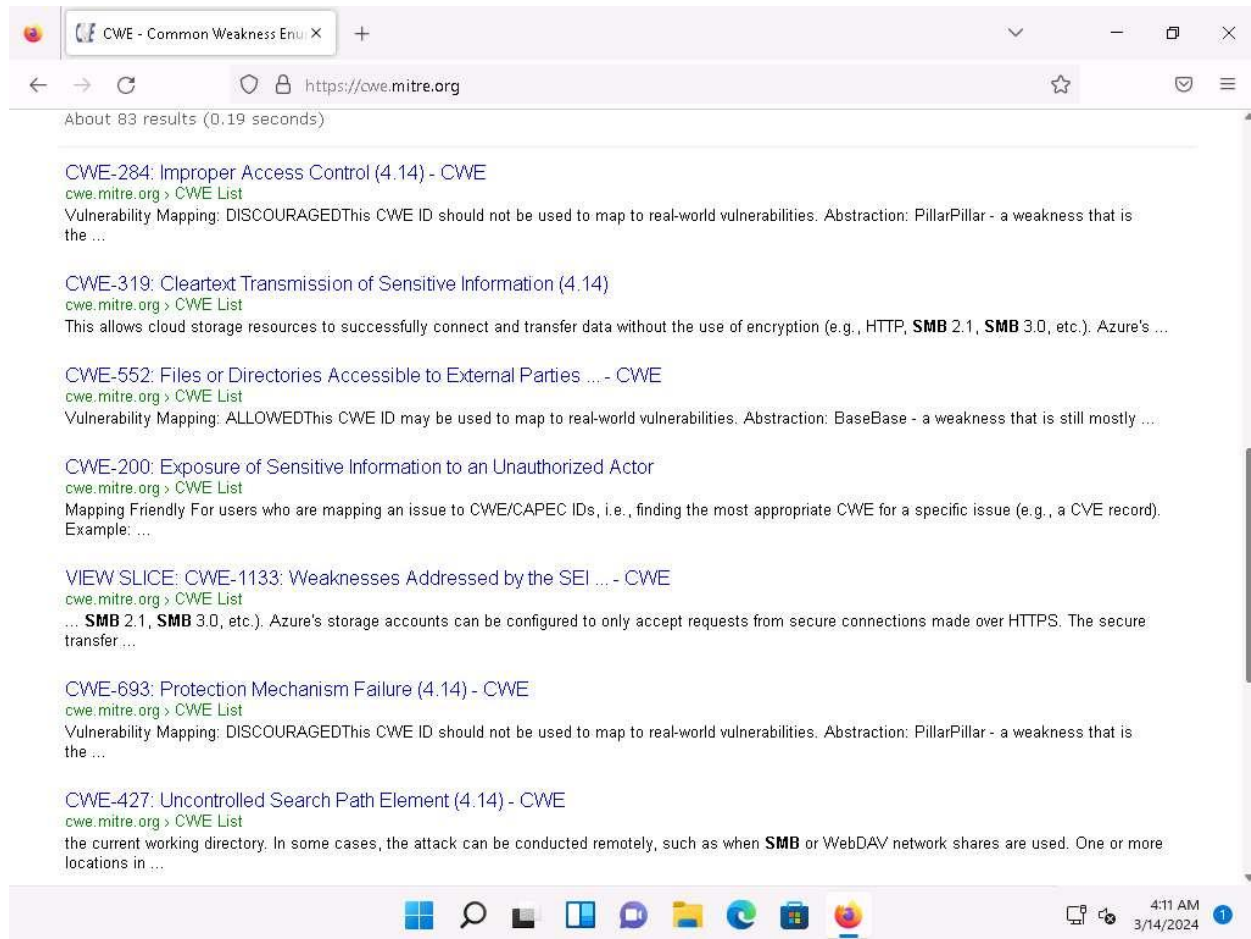 CWE - Common Weakness Enu
https://cwe.mitre.org
About 83 results (0.19 seconds)
CWE-284: Improper Access Control (4.14) - CWE
cwe.mitre.org › CWE List
Vulnerability Mapping: DISCOURAGEDThis CWE ID should not be used to map to real-world vulnerabilities. Abstraction: PillarPillar - a weakness that is
the ...
CWE-319: Cleartext Transmission of Sensitive Information (4.14)
cwe.mitre.org › CWE List
This allows cloud storage resources to successfully connect and transfer data without the use of encryption (e.g., HTTP, SMB 2.1, SMB 3.0, etc.). Azure's ...
CWE-552: Files or Directories Accessible to External Parties ... - CWE
cwe.mitre.org › CWE List
Vulnerability Mapping: ALLOWEDThis CWE ID may be used to map to real-world vulnerabilities. Abstraction: BaseBase - a weakness that is still mostly ...
CWE-200: Exposure of Sensitive Information to an Unauthorized Actor
cwe.mitre.org › CWE List
Mapping Friendly For users who are mapping an issue to CWE/CAPEC IDs, i.e., finding the most appropriate CWE for a specific issue (e.g., a CVE record).
Example: ...
VIEW SLICE: CWE-1133: Weaknesses Addressed by the SEI ... - CWE
cwe.mitre.org › CWE List
... SMB 2.1, SMB 3.0, etc.). Azure's storage accounts can be configured to only accept requests from secure connections made over HTTPS. The secure
transfer ...
CWE-693: Protection Mechanism Failure (4.14) - CWE
cwe.mitre.org › CWE List
Vulnerability Mapping: DISCOURAGEDThis CWE ID should not be used to map to real-world vulnerabilities. Abstraction: PillarPillar - a weakness that is
the ...
CWE-427: Uncontrolled Search Path Element (4.14) - CWE
cwe.mitre.org › CWE List
the current working directory. In some cases, the attack can be conducted remotely, such as when SMB or WebDAV network shares are used. One or more
locations in ...
4:11 AM
3/14/2024
1